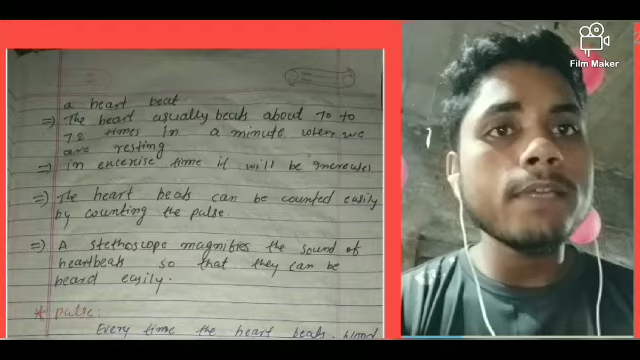 Film Maker
a heart beat
⇒ The heart usually beats about 70 to
72 times in a minute where we
are resting
⇒ in excercise time it will be increases
⇒ The heart beats can be counted easily
by counting the pulse.
⇒ A stethoscope magnifies the sound of
heartbeats so that they can be
heard easily.
* Pulse:
Every time the heart beats, blood